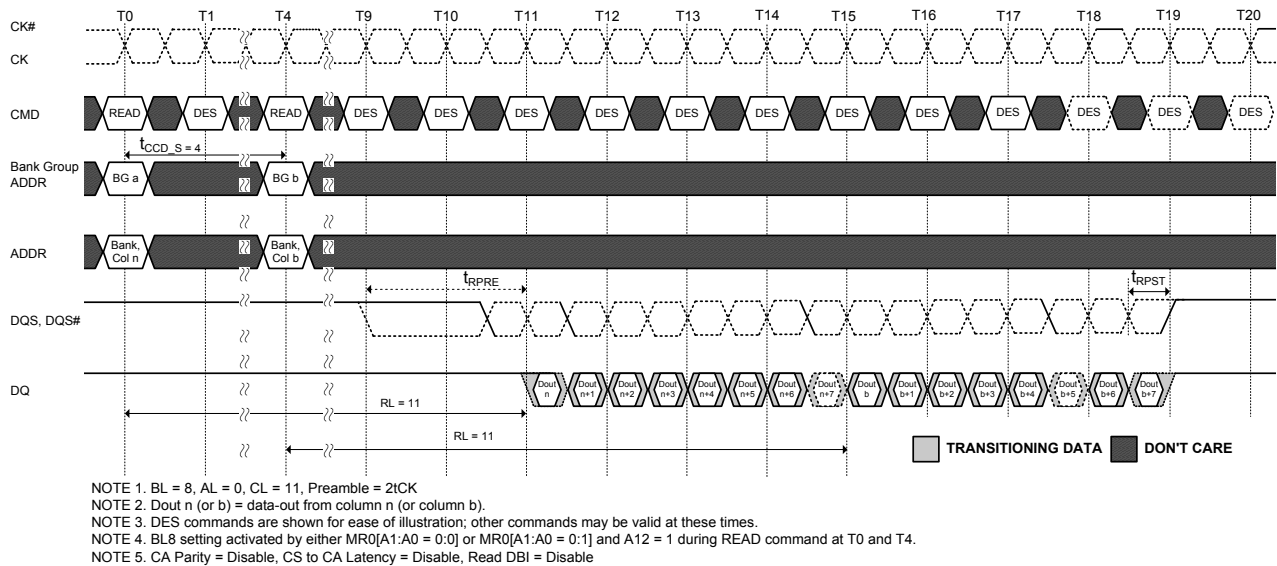 T0 T1 T4 T9 T10 T11 T12 T13 T14 T15 T16 T17 T18 T19 T20
CK#
CK
CMD READ DES READ DES DES DES DES DES DES DES DES DES DES DES DES
tCCD_S = 4
Bank Group
ADDR
BG a BG b
ADDR
Bank,
Col n
Bank,
Col b
tRPRE tRPST
DQS, DQS#
DQ
Dout
n
Dout
n+1
Dout
n+2
Dout
n+3
Dout
n+4
Dout
n+5
Dout
n+6
Dout
n+7
Dout
b
Dout
b+1
Dout
b+2
Dout
b+3
Dout
b+4
Dout
b+5
Dout
b+6
Dout
b+7
RL = 11
RL = 11
TRANSITIONING DATA DON'T CARE
NOTE 1. BL = 8, AL = 0, CL = 11, Preamble = 2tCK
NOTE 2. Dout n (or b) = data-out from column n (or column b).
NOTE 3. DES commands are shown for ease of illustration; other commands may be valid at these times.
NOTE 4. BL8 setting activated by either MR0[A1:A0 = 0:0] or MR0[A1:A0 = 0:1] and A12 = 1 during READ command at T0 and T4.
NOTE 5. CA Parity = Disable, CS to CA Latency = Disable, Read DBI = Disable